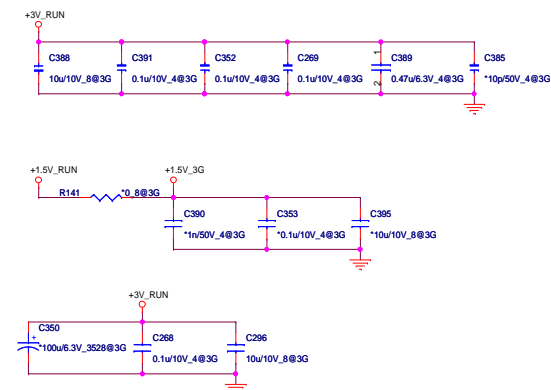 +3V_RUN
C388 C391 C352 C269 1 C389 C385
10u/10V_8@3G 0.1u/10V_4@3G 0.1u/10V_4@3G 0.1u/10V_4@3G 2 0.47u/6.3V_4@3G *10p/50V_4@3G
+1.5V_RUN +1.5V_3G
R141 *0_8@3G
C390 C353 C395
*1n/50V_4@3G *0.1u/10V_4@3G *10u/10V_8@3G
+3V_RUN
C350
+ C268 C296
*100u/6.3V_3528@3G
0.1u/10V_4@3G 10u/10V_8@3G